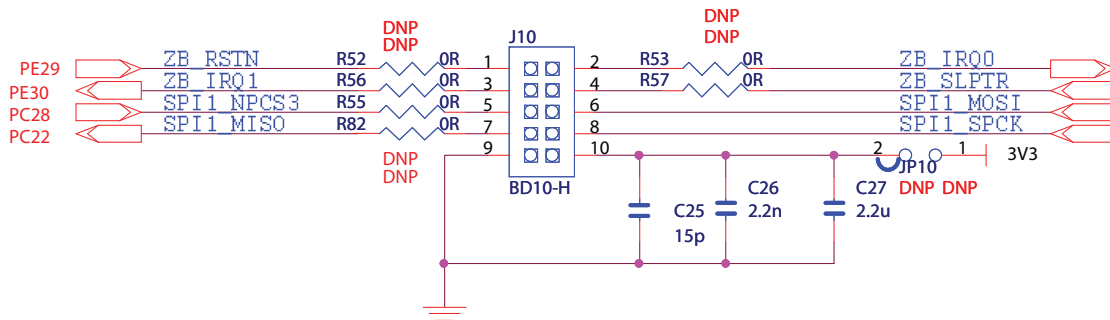 DNP
DNP
DNP
DNP
J10
PE29 ZB_RSTN R52 0R 1 2 R53 0R ZB_IRQ0
PE30 ZB_IRQ1 R56 0R 3 4 R57 0R ZB_SLPTR
PC28 SPI1_NPCS3 R55 0R 5 6 SPI1_MOSI
PC22 SPI1_MISO R82 0R 7 8 SPI1_SPCK
9 10 2 1 3V3
DNP
DNP
BD10-H
JP10
DNP DNP
C25
15p
C26
2.2n
C27
2.2u